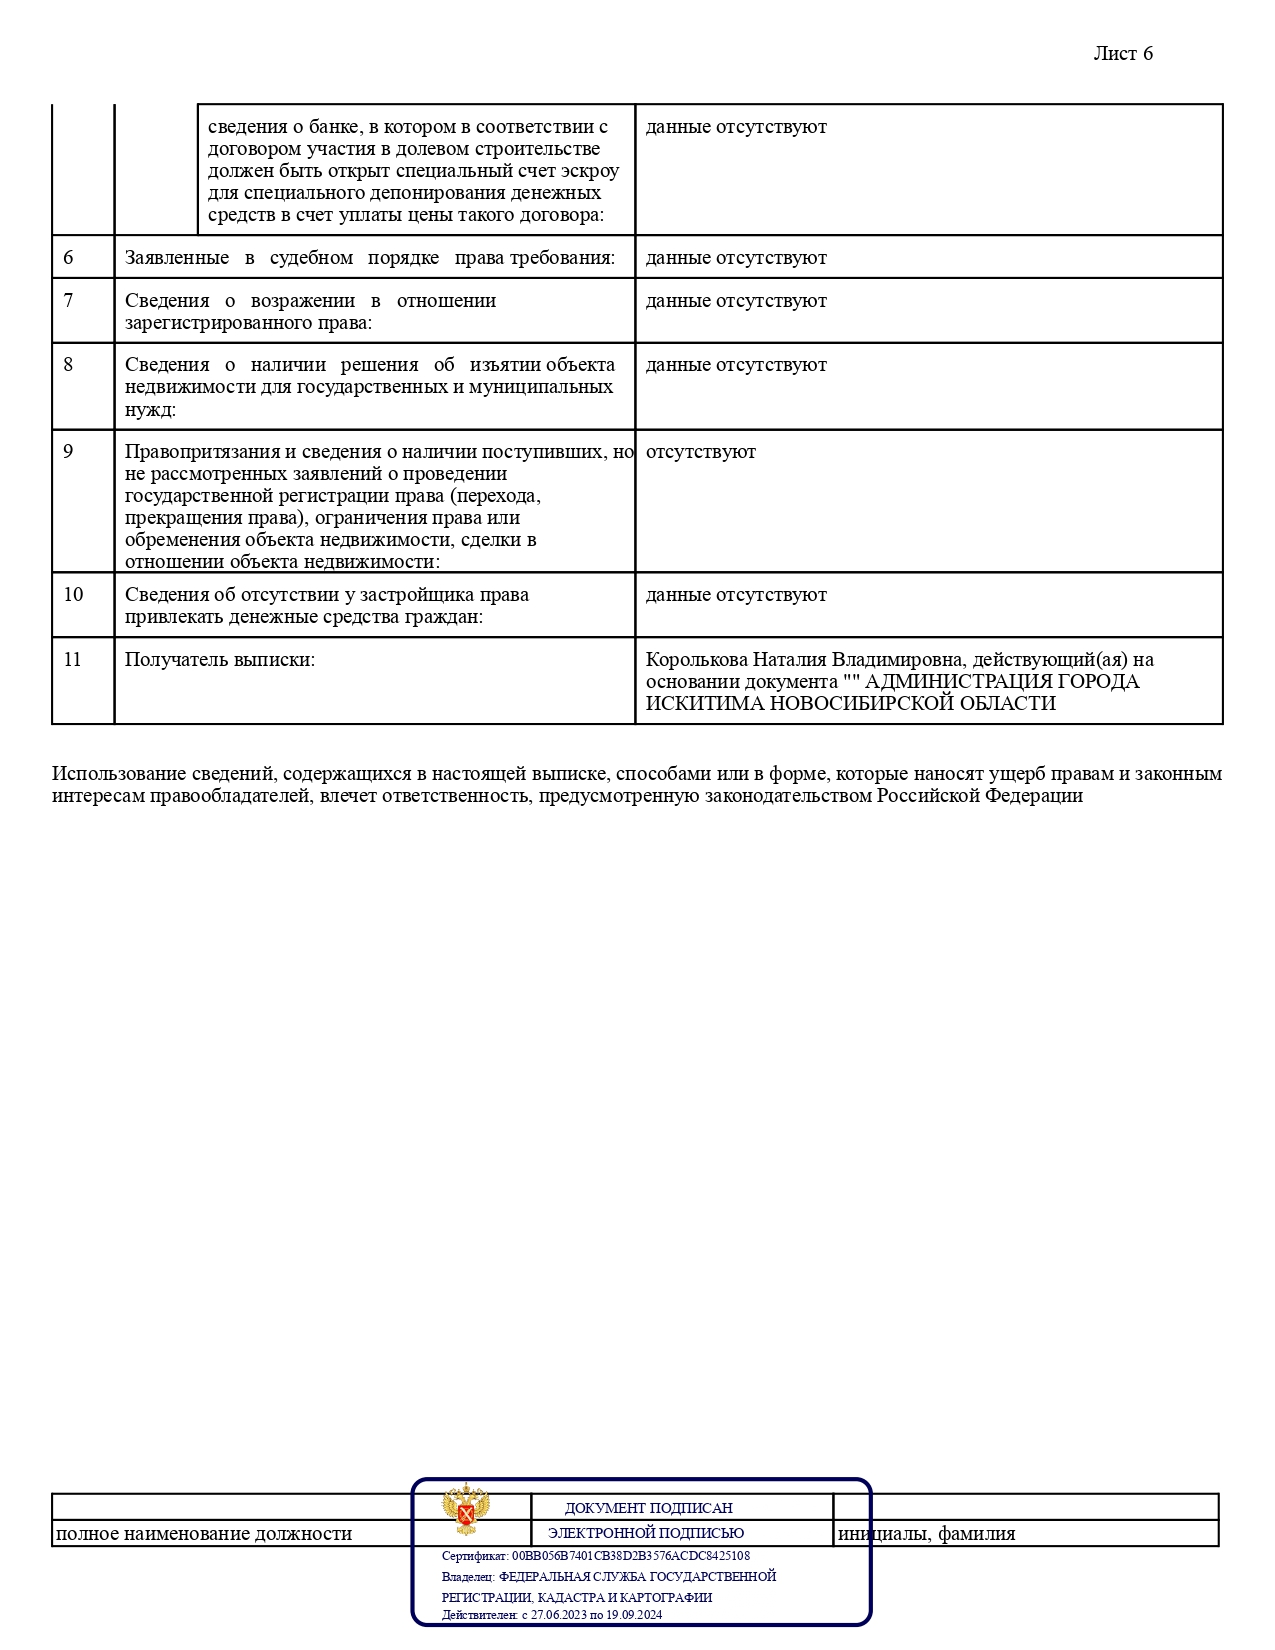 Лист 6
сведения о банке, в котором в соответствии с
договором участия в долевом строительстве
должен быть открыт специальный счет эскроу
для специального депонирования денежных
средств в счет уплаты цены такого договора:
данные отсутствуют
6
Заявленные в судебном порядке права требования:
данные отсутствуют
7
Сведения о возражении в отношении
зарегистрированного права:
данные отсутствуют
8
Сведения о наличии решения об изъятии объекта
недвижимости для государственных и муниципальных
нужд:
данные отсутствуют
9
Правопритязания и сведения о наличии поступивших, но
не рассмотренных заявлений о проведении
государственной регистрации права (перехода,
прекращения права), ограничения права или
обременения объекта недвижимости, сделки в
отношении объекта недвижимости:
отсутствуют
10
Сведения об отсутствии у застройщика права
привлекать денежные средства граждан:
данные отсутствуют
11
Получатель выписки:
Королькова Наталия Владимировна, действующий(ая) на
основании документа "" АДМИНИСТРАЦИЯ ГОРОДА
ИСКИТИМА НОВОСИБИРСКОЙ ОБЛАСТИ
Использование сведений, содержащихся в настоящей выписке, способами или в форме, которые наносят ущерб правам и законным
интересам правообладателей, влечет ответственность, предусмотренную законодательством Российской Федерации
ДОКУМЕНТ ПОДПИСАН
полное наименование должности
ЭЛЕКТРОННОЙ ПОДПИСЬЮ
инициалы, фамилия
Сертификат: 00BB056B7401CB38D2B3576ACDC8425108
Владелец: ФЕДЕРАЛЬНАЯ СЛУЖБА ГОСУДАРСТВЕННОЙ
РЕГИСТРАЦИИ, КАДАСТРА И КАРТОГРАФИИ
Действителен: с 27.06.2023 по 19.09.2024